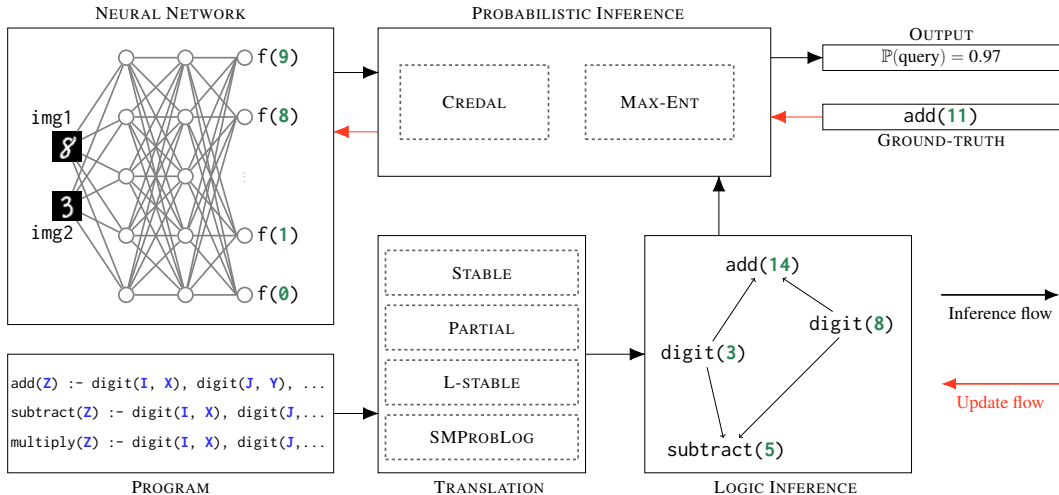 NEURAL NETWORK
img1
8
3
img2
f(9)
f(8)
f(1)
f(0)
PROBABILISTIC INFERENCE
CREDAL
MAX-ENT
OUTPUT
ℙ(query) = 0.97
add(11)
GROUND-TRUTH
add(Z) :- digit(I, X), digit(J, Y), ...
subtract(Z) :- digit(I, X), digit(J,...
multiply(Z) :- digit(I, X), digit(J,...
PROGRAM
STABLE
PARTIAL
L-STABLE
SMPROBLOG
TRANSLATION
add(14)
digit(8)
digit(3)
subtract(5)
LOGIC INFERENCE
Inference flow
Update flow